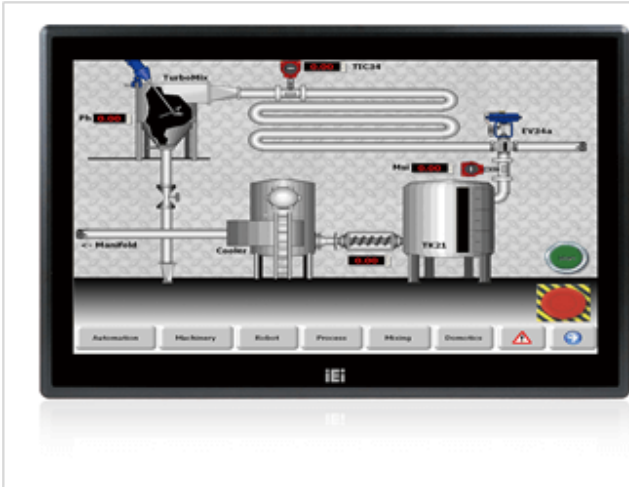 0.00 TIC34
TurboMix
Ph 0.00
EV24a
Mai 0.00
<- Manifold
Cooler
TK21
0.00
Automation Machinery Robot Process Mixing Domotics
iEi